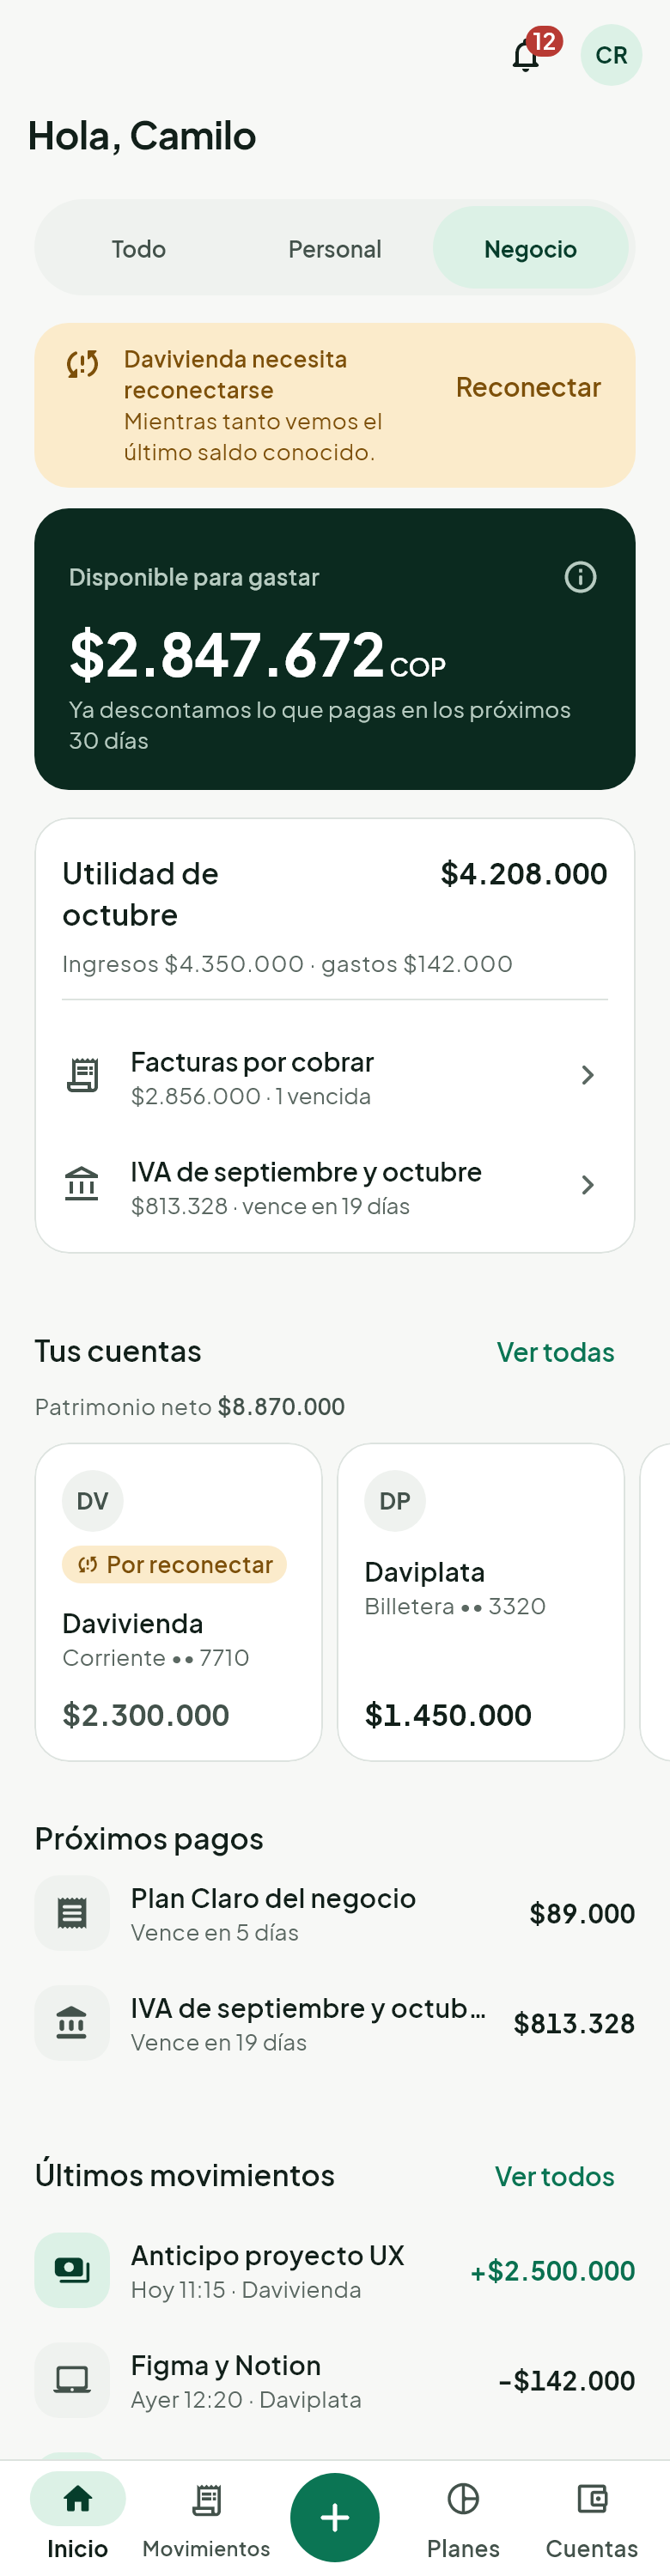 12
CR
Hola, Camilo
Todo
Personal
Negocio
Davivienda necesita
reconectarse
Mientras tanto vemos el
último saldo conocido.
Reconectar
Disponible para gastar
$2.847.672 COP
Ya descontamos lo que pagas en los próximos
30 días
Utilidad de
octubre
$4.208.000
Ingresos $4.350.000 · gastos $142.000
Facturas por cobrar
$2.856.000 · 1 vencida
IVA de septiembre y octubre
$813.328 · vence en 19 días
Tus cuentas
Ver todas
Patrimonio neto $8.870.000
DV
Por reconectar
Davivienda
Corriente •• 7710
$2.300.000
DP
Daviplata
Billetera •• 3320
$1.450.000
Próximos pagos
Plan Claro del negocio
Vence en 5 días
$89.000
IVA de septiembre y octub…
Vence en 19 días
$813.328
Últimos movimientos
Ver todos
Anticipo proyecto UX
Hoy 11:15 · Davivienda
+$2.500.000
Figma y Notion
Ayer 12:20 · Daviplata
-$142.000
Inicio
Movimientos
Planes
Cuentas